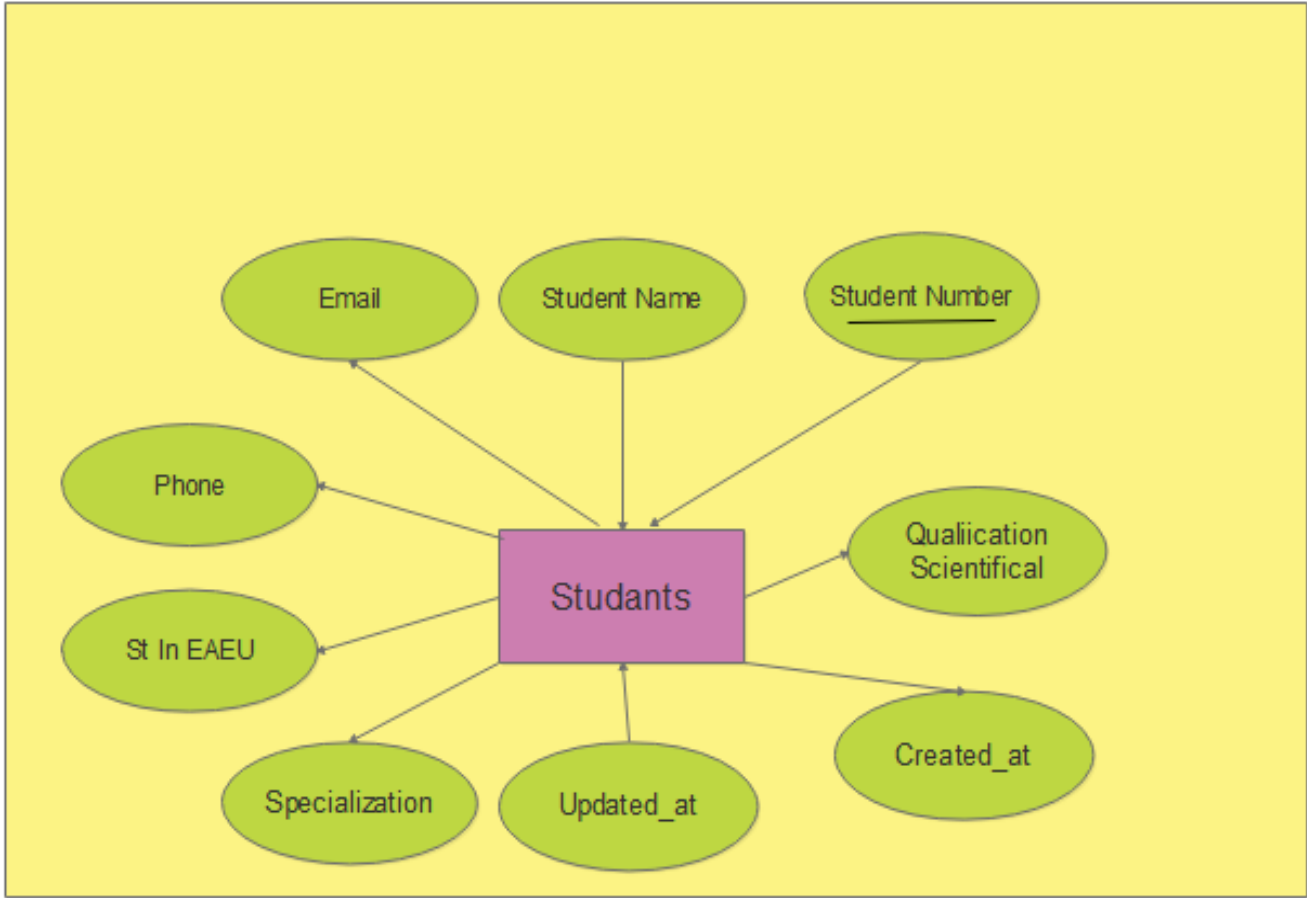 Email
Student Name
Student Number
Phone
Qualiication
Scientifical
Studants
St In EAEU
Created_at
Specialization
Updated_at